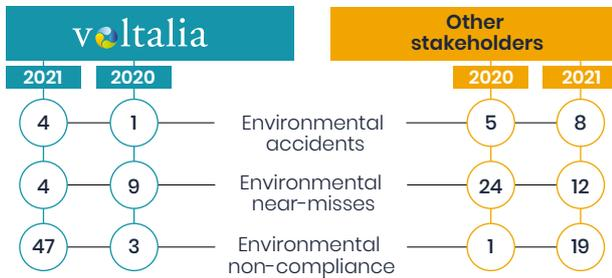 voltalia
Other
stakeholders
2021 2020 2020 2021
4 1 Environmental 5 8
accidents
4 9 Environmental 24 12
near-misses
47 3 Environmental 1 19
non-compliance